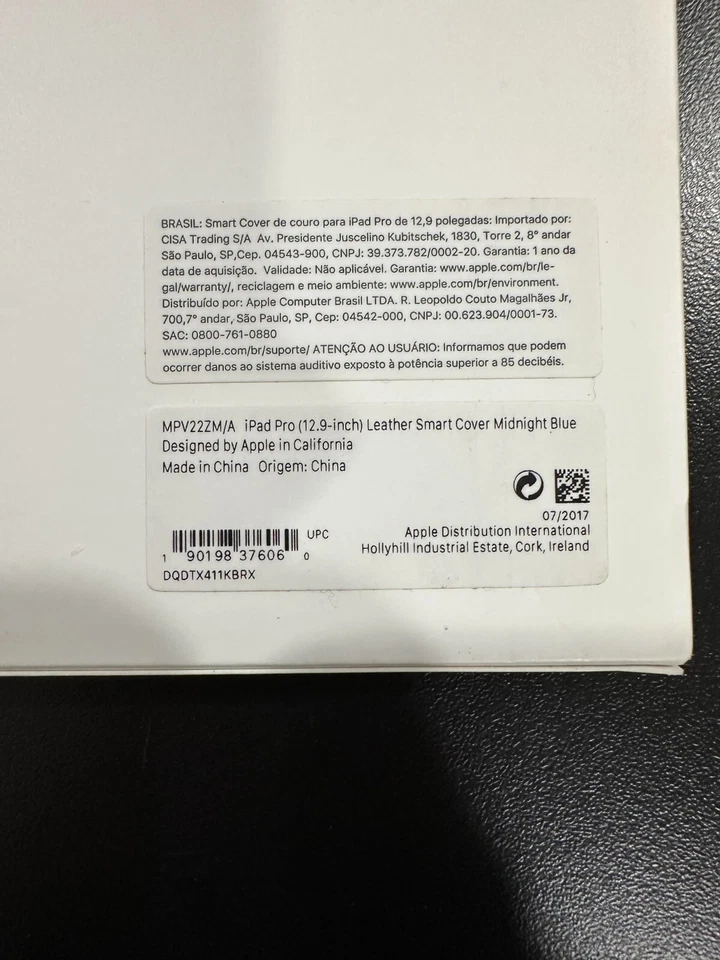 BRASIL: Smart Cover de couro para iPad Pro de 12,9 polegadas: Importado por:
CISA Trading S/A Av. Presidente Juscelino Kubitschek, 1830, Torre 2, 8° andar
São Paulo, SP,Cep. 04543-900, CNPJ: 39.373.782/0002-20. Garantia: 1 ano da
data de aquisição. Validade: Não aplicável. Garantia: www.apple.com/br/le-
gal/warranty/, reciclagem e meio ambiente: www.apple.com/br/environment.
Distribuído por: Apple Computer Brasil LTDA. R. Leopoldo Couto Magalhães Jr,
700,7° andar, São Paulo, SP, Cep: 04542-000, CNPJ: 00.623.904/0001-73.
SAC: 0800-761-0880
www.apple.com/br/suporte/ ATENÇÃO AO USUÁRIO: Informamos que podem
ocorrer danos ao sistema auditivo exposto à potência superior a 85 decibéis.
MPV22ZM/A iPad Pro (12.9-inch) Leather Smart Cover Midnight Blue
Designed by Apple in California
Made in China Origem: China
07/2017
Apple Distribution International
Hollyhill Industrial Estate, Cork, Ireland
UPC
1 90198 37606 0
DQDTX411KBRX